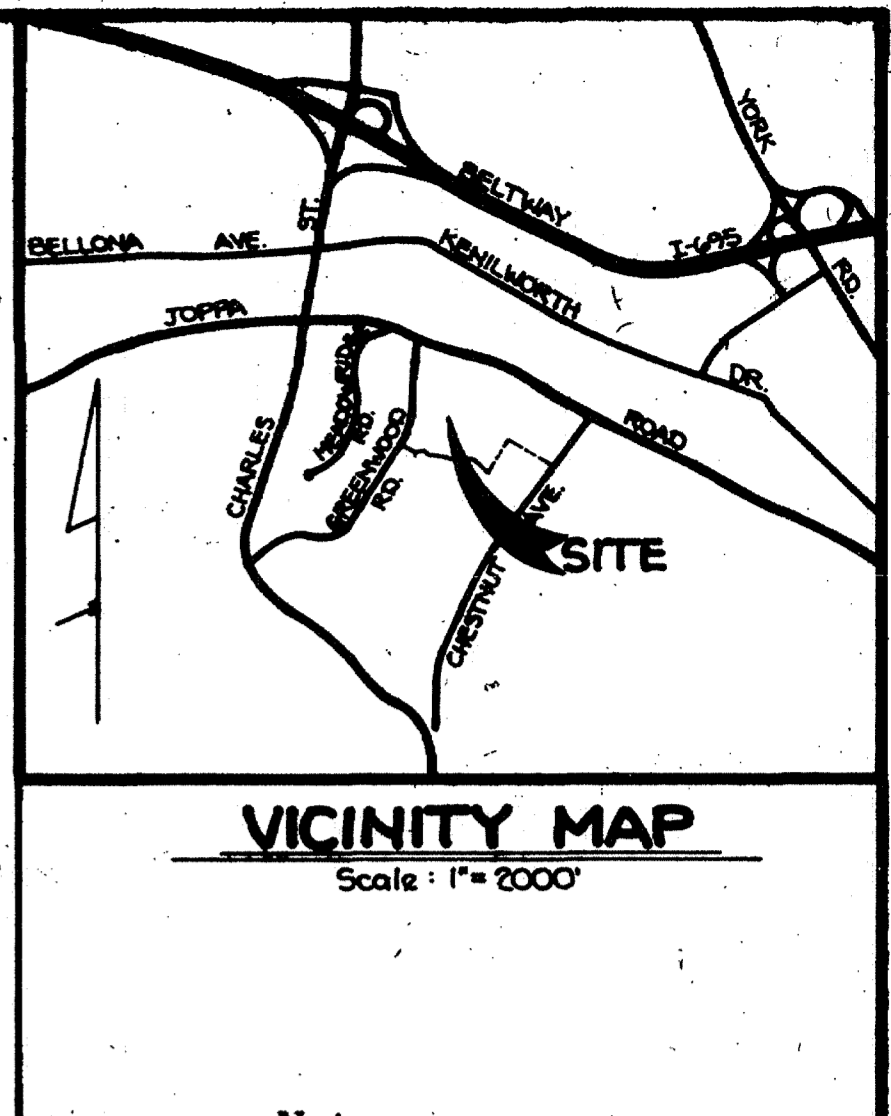 YORK
RD.
BELTWAY
I-695
ST.
BELLONA AVE.
KENILWORTH
DR.
JOPPA
ROAD
MEADOWRIDGE
RD.
GREENWOOD
RD.
CHARLES
CHESTNUT AVE.
SITE
VICINITY MAP
Scale : 1"= 2000'